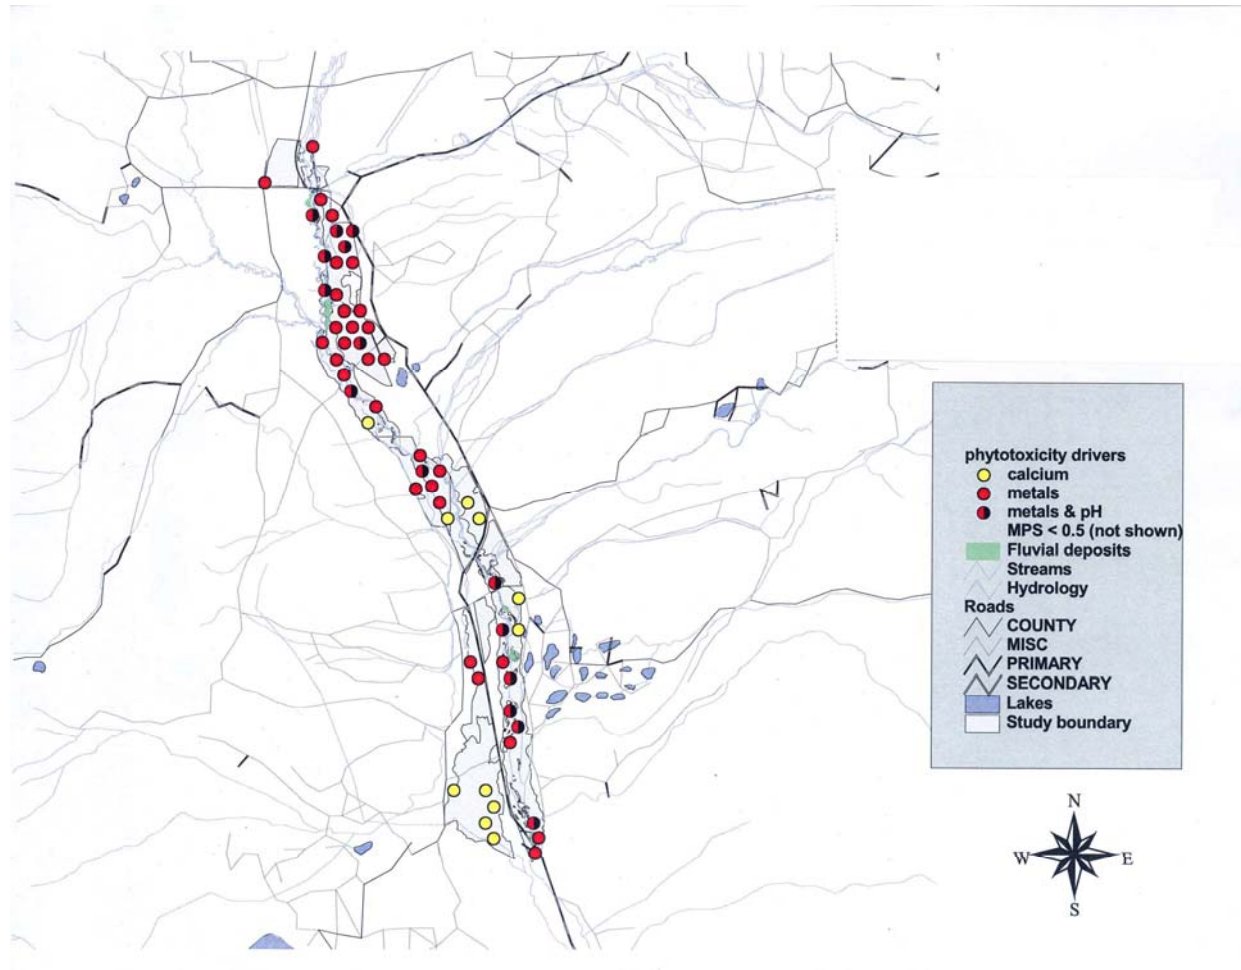 phytotoxicity drivers
calcium
metals
metals & pH
MPS < 0.5 (not shown)
Fluvial deposits
Streams
Hydrology
Roads
COUNTY
MISC
PRIMARY
SECONDARY
Lakes
Study boundary
N
W E
S